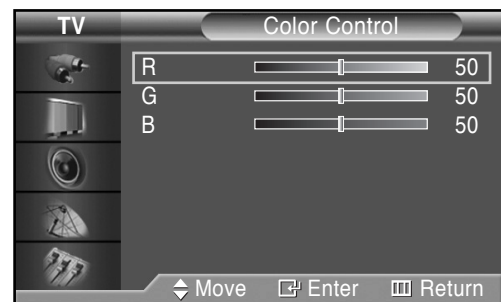 TV Color Control
R 50
G 50
B 50
Move Enter Return